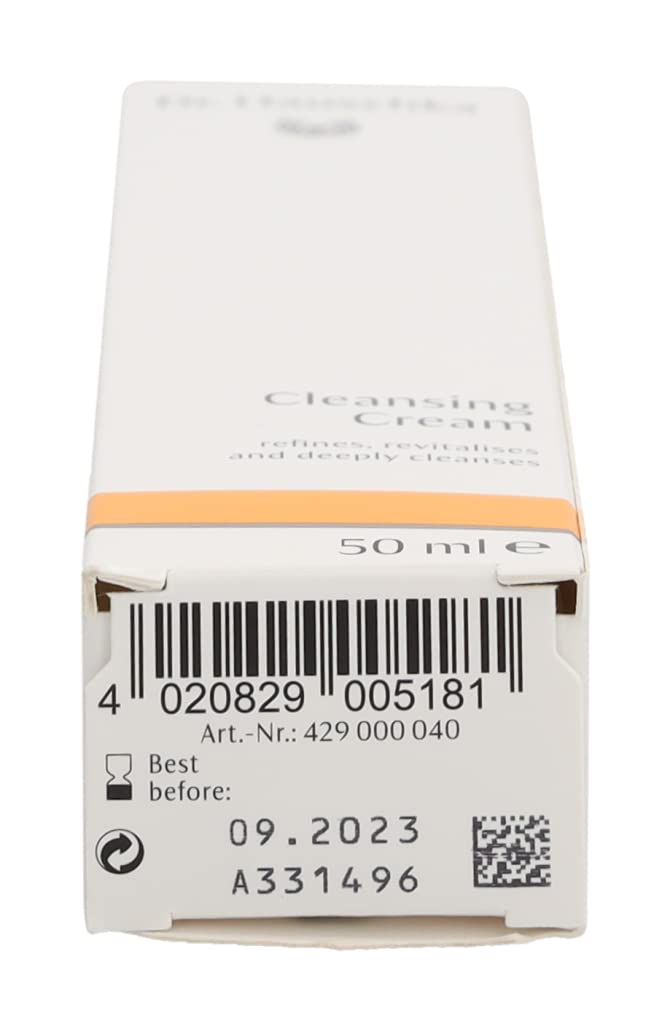 Cleansing
Cream
refines, revitalises
and deeply cleanses
50 ml ℮
4 020829 005181
Art.-Nr.: 429 000 040
Best
before:
09.2023
A331496